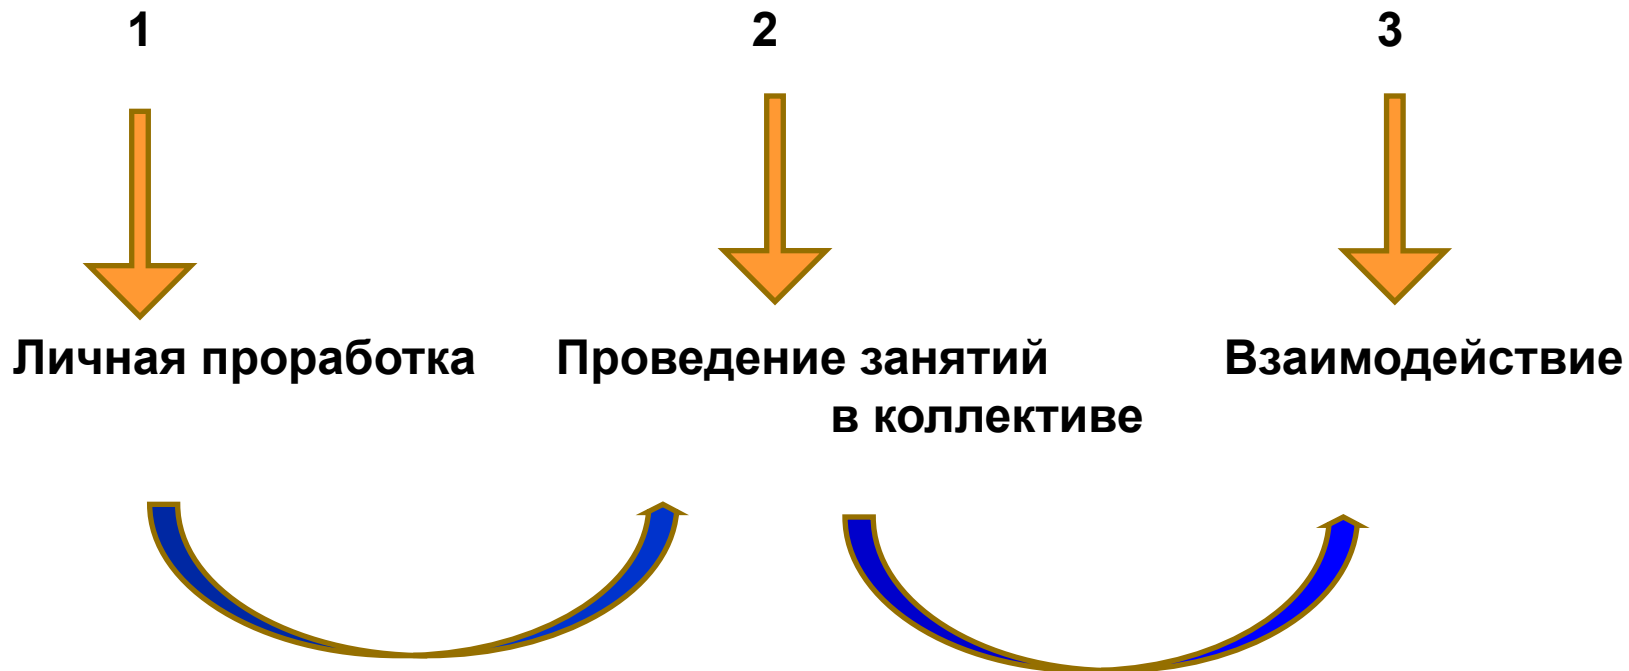 1 2 3
Личная проработка Проведение занятий Взаимодействие
в коллективе